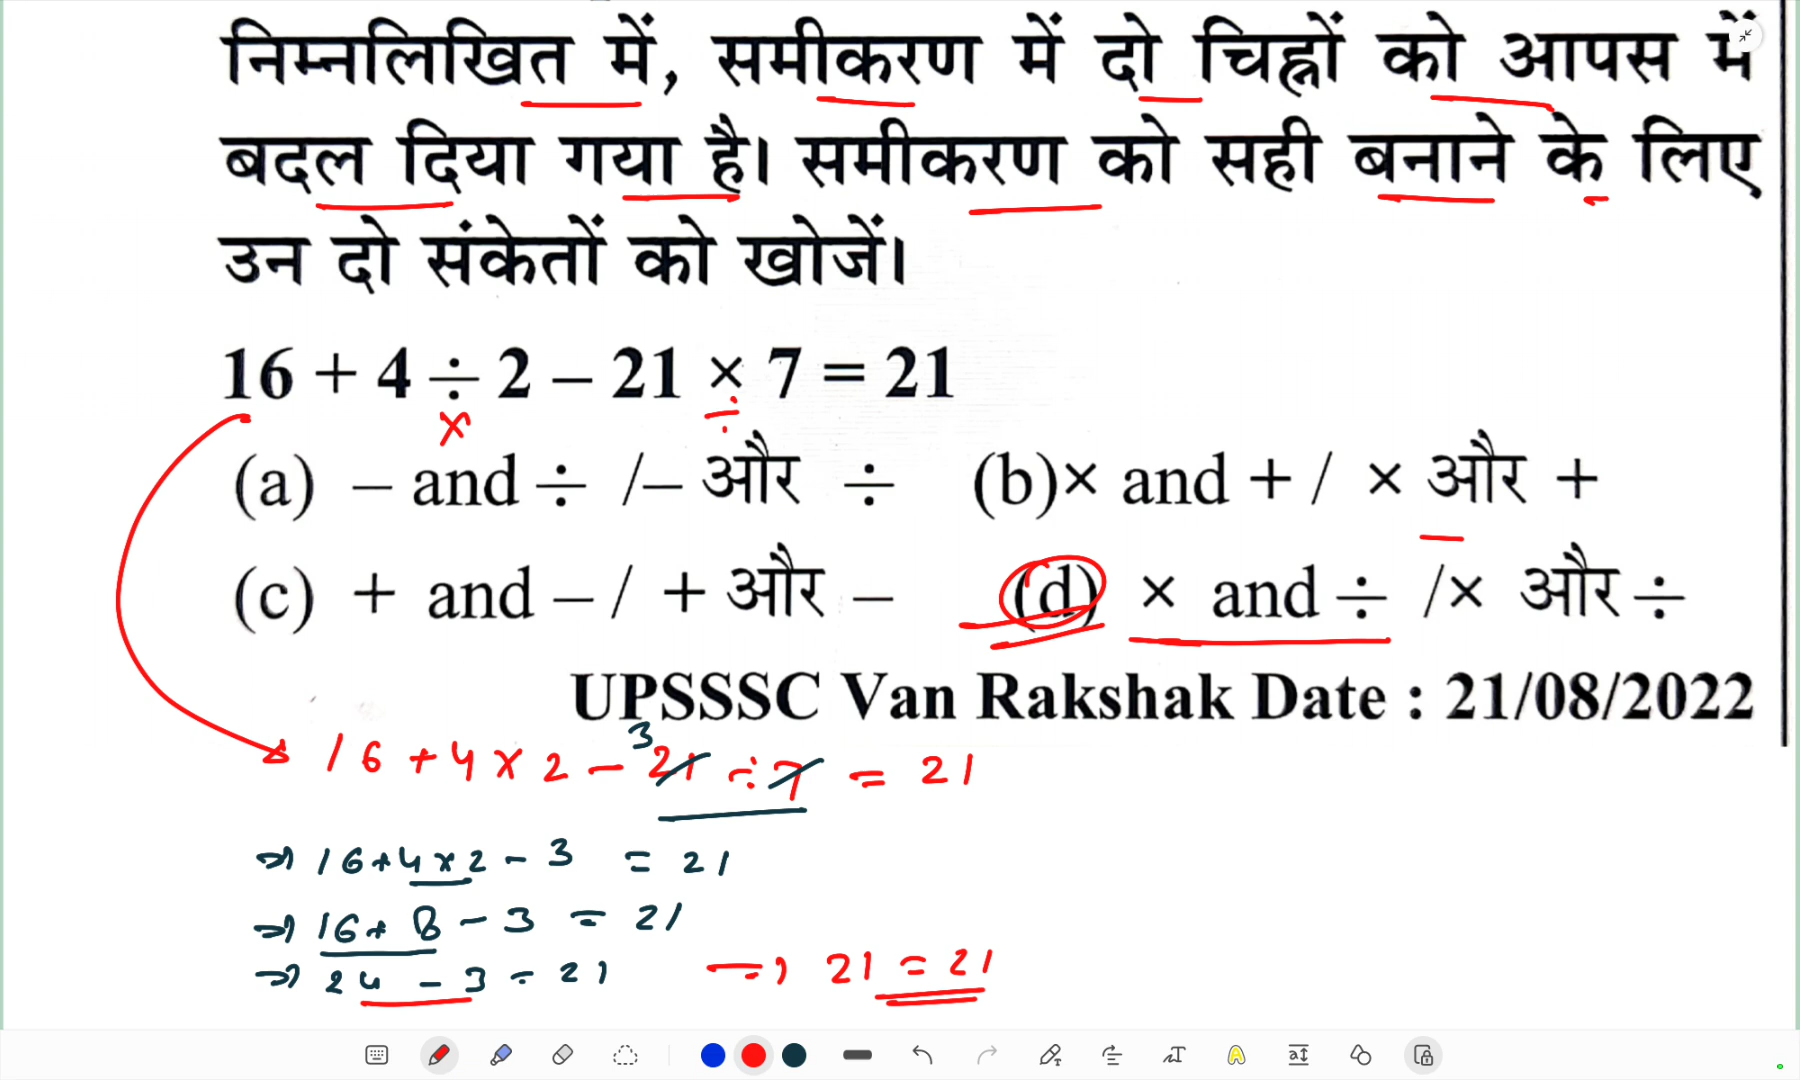 निम्नलिखित में, समीकरण में दो चिह्नों को आपस में
बदल दिया गया है। समीकरण को सही बनाने के लिए
उन दो संकेतों को खोजें।
16 + 4 ÷ 2 – 21 × 7 = 21
× ÷
(a) – and ÷ /– और ÷ (b)× and + / × और +
(c) + and – / + और – (d) × and ÷ /× और ÷
UPSSSC Van Rakshak Date : 21/08/2022
3
16 + 4 × 2 – 21 ÷ 7 = 21
⇒ 16 + 4 × 2 – 3 = 21
⇒ 16 + 8 – 3 = 21
⇒ 24 – 3 = 21 ⇒ 21 = 21